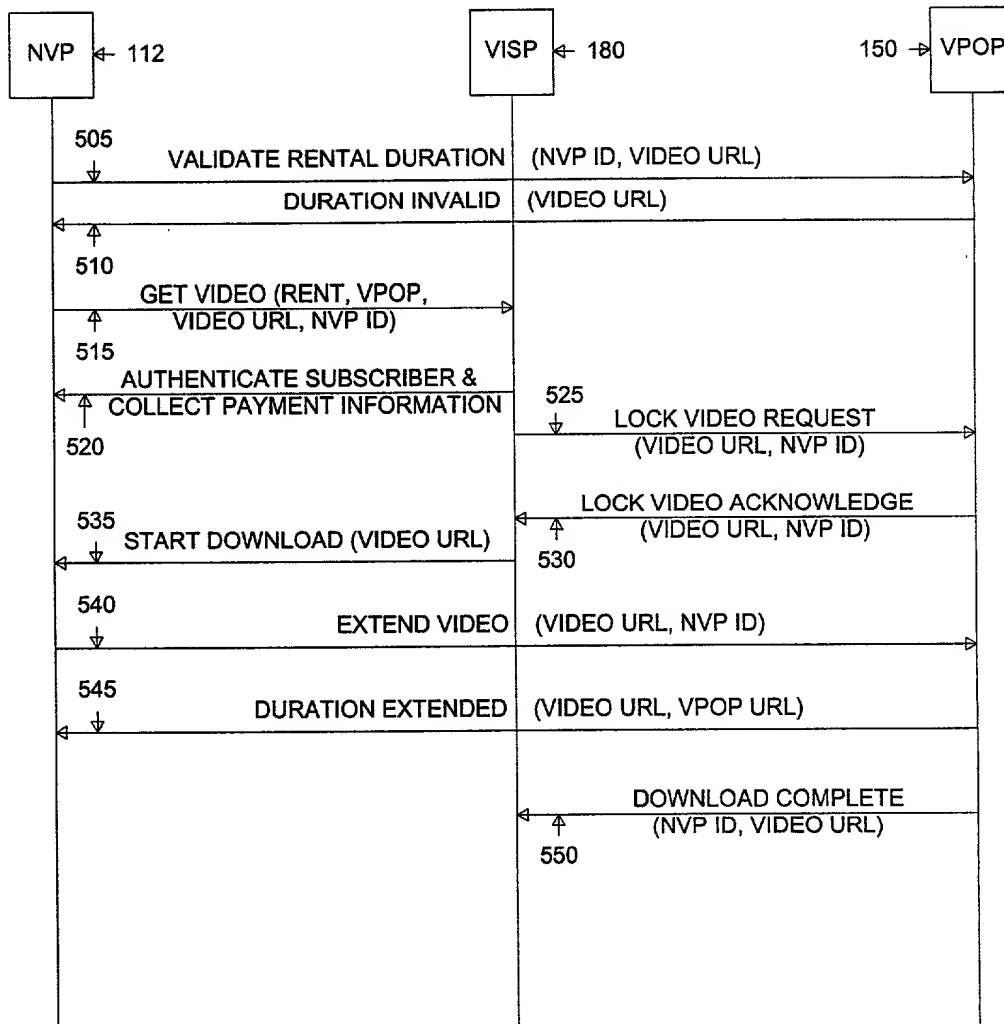 NVP 112 VISP 180 150 VPOP
505
VALIDATE RENTAL DURATION (NVP ID, VIDEO URL)
DURATION INVALID (VIDEO URL)
510
GET VIDEO (RENT, VPOP,
VIDEO URL, NVP ID)
515
AUTHENTICATE SUBSCRIBER &
COLLECT PAYMENT INFORMATION
520
525
LOCK VIDEO REQUEST
(VIDEO URL, NVP ID)
LOCK VIDEO ACKNOWLEDGE
(VIDEO URL, NVP ID)
530
535
START DOWNLOAD (VIDEO URL)
540
EXTEND VIDEO (VIDEO URL, NVP ID)
545
DURATION EXTENDED (VIDEO URL, VPOP URL)
DOWNLOAD COMPLETE
(NVP ID, VIDEO URL)
550